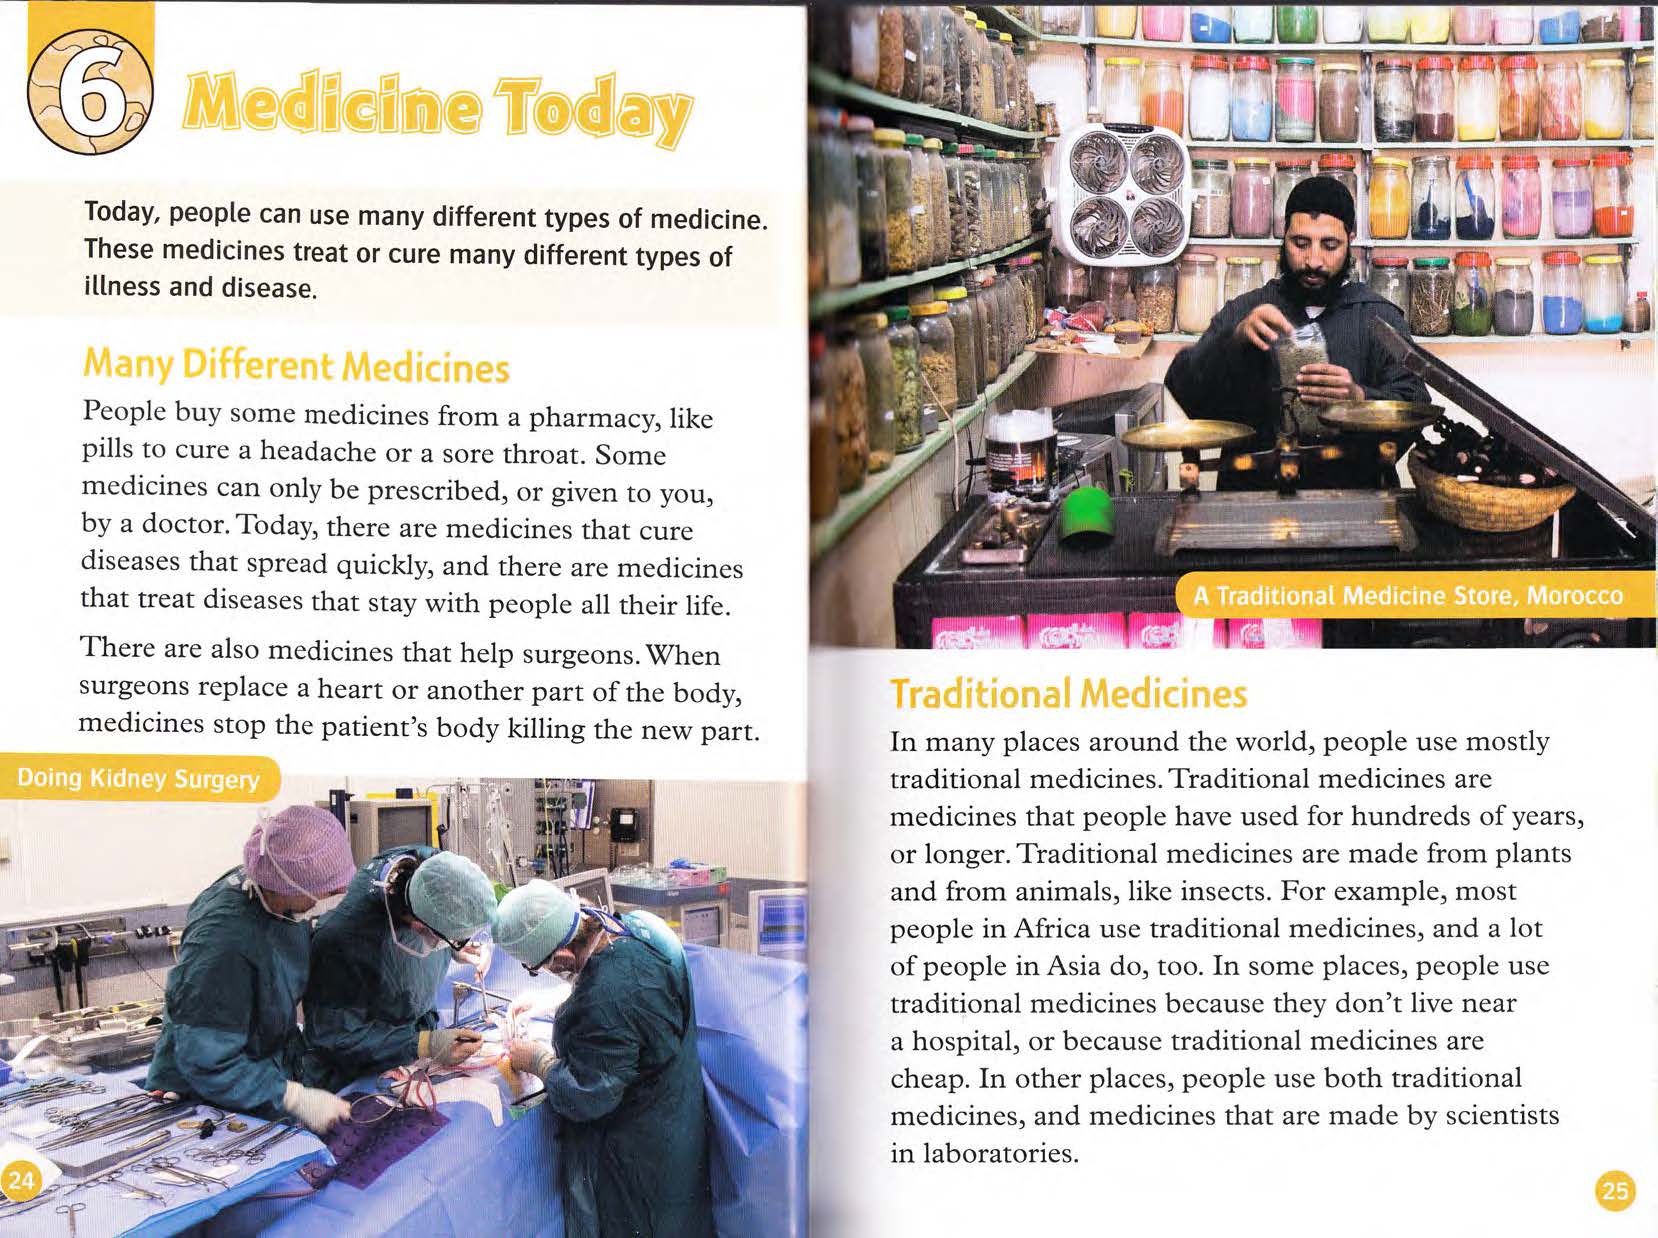 6
Medicine Today
Today, people can use many different types of medicine.
These medicines treat or cure many different types of
illness and disease.
Many Different Medicines
People buy some medicines from a pharmacy, like
pills to cure a headache or a sore throat. Some
medicines can only be prescribed, or given to you,
by a doctor. Today, there are medicines that cure
diseases that spread quickly, and there are medicines
that treat diseases that stay with people all their life.
There are also medicines that help surgeons. When
surgeons replace a heart or another part of the body,
medicines stop the patient's body killing the new part.
Doing Kidney Surgery
24
A Traditional Medicine Store, Morocco
Traditional Medicines
In many places around the world, people use mostly
traditional medicines. Traditional medicines are
medicines that people have used for hundreds of years,
or longer. Traditional medicines are made from plants
and from animals, like insects. For example, most
people in Africa use traditional medicines, and a lot
of people in Asia do, too. In some places, people use
traditional medicines because they don't live near
a hospital, or because traditional medicines are
cheap. In other places, people use both traditional
medicines, and medicines that are made by scientists
in laboratories.
25